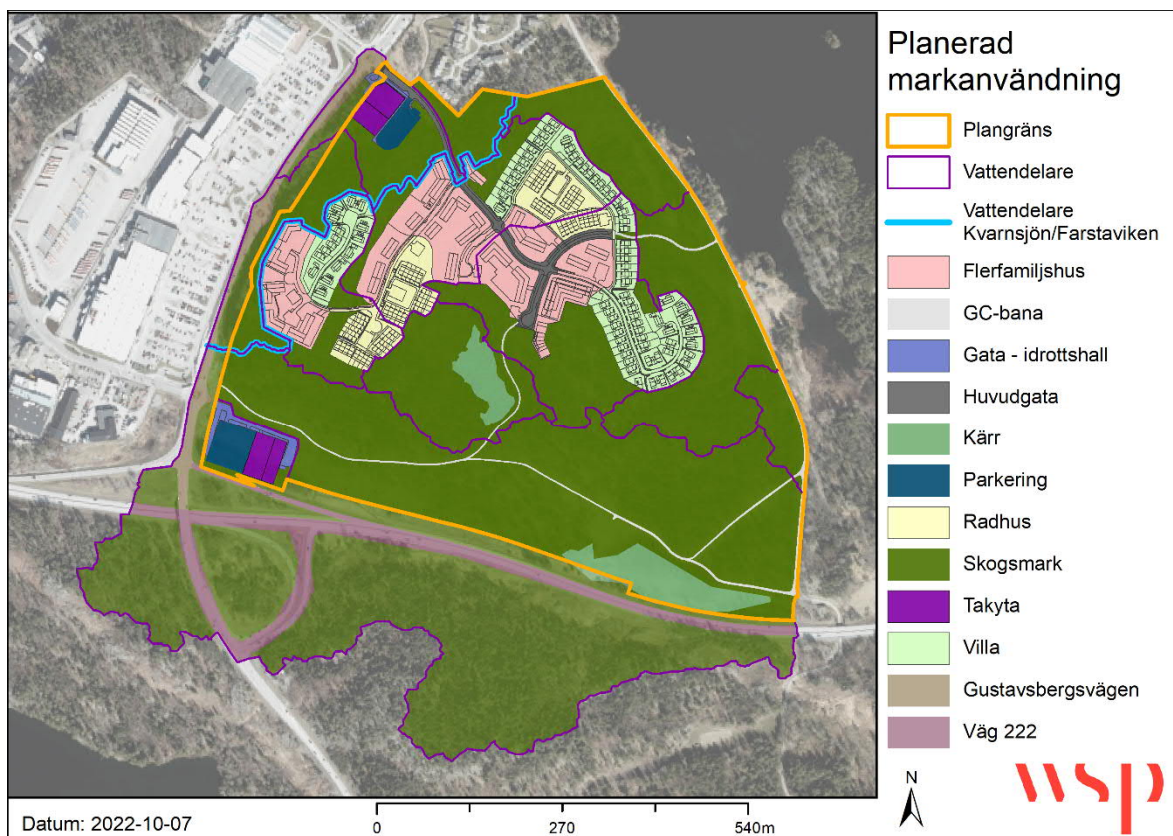 Planerad
markanvändning
Plangräns
Vattendelare
Vattendelare
Kvarnsjön/Farstaviken
Flerfamiljshus
GC-bana
Gata - idrottshall
Huvudgata
Kärr
Parkering
Radhus
Skogsmark
Takyta
Villa
Gustavsbergsvägen
Väg 222
N
wsp
Datum: 2022-10-07
0 270 540m